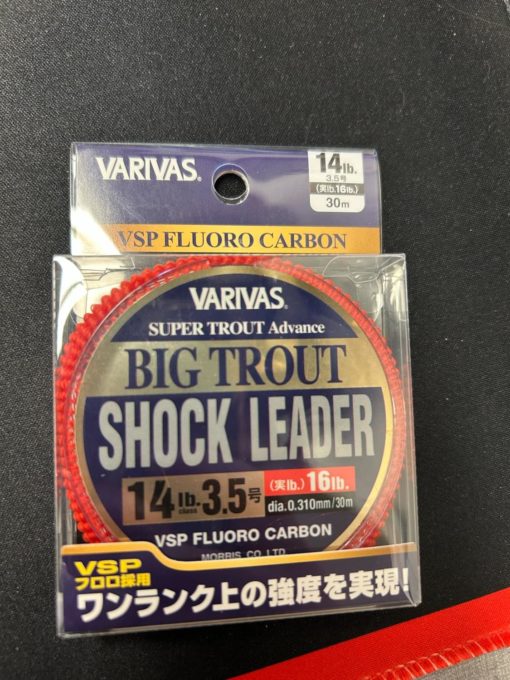 VARIVAS®
14lb.
3.5号
(実lb.16lb.)
30m
VSP FLUORO CARBON
VARIVAS®
SUPER TROUT Advance
BIG TROUT
SHOCK LEADER
14lb.class 3.5号
(実lb.)16lb.
dia.0.310mm/30m
VSP FLUORO CARBON
MORRIS CO.,LTD.
VSP
フロロ採用
ワンランク上の強度を実現!